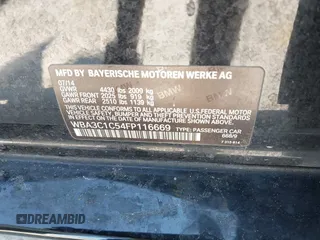 MFD. BY BAYERISCHE MOTOREN WERKE AG
07/14
GVWR 4430 lbs 2009 kg
GAWR FRONT 2025 lbs 919 kg
GAWR REAR 2510 lbs 1139 kg
THIS VEHICLE CONFORMS TO ALL APPLICABLE U.S. FEDERAL MOTOR
VEHICLE SAFETY, BUMPER, AND THEFT PREVENTION STANDARDS IN
EFFECT ON THE DATE OF MANUFACTURE SHOWN ABOVE.
WBA3C1C54FP116669
TYPE: PASSENGER CAR
668/9
DREAMBID